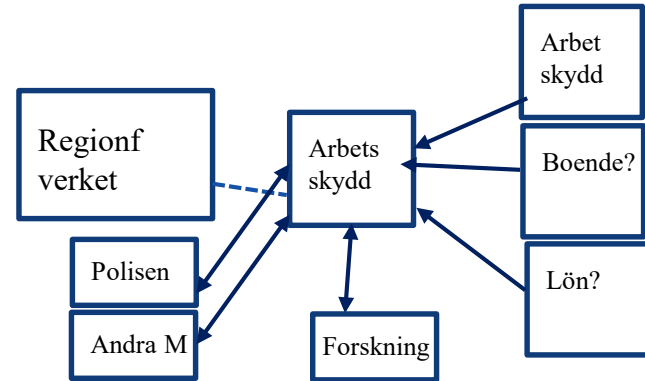 Arbet
skydd
Regionf
verket
Arbets
skydd
Boende?
Polisen
Lön?
Andra M
Forskning